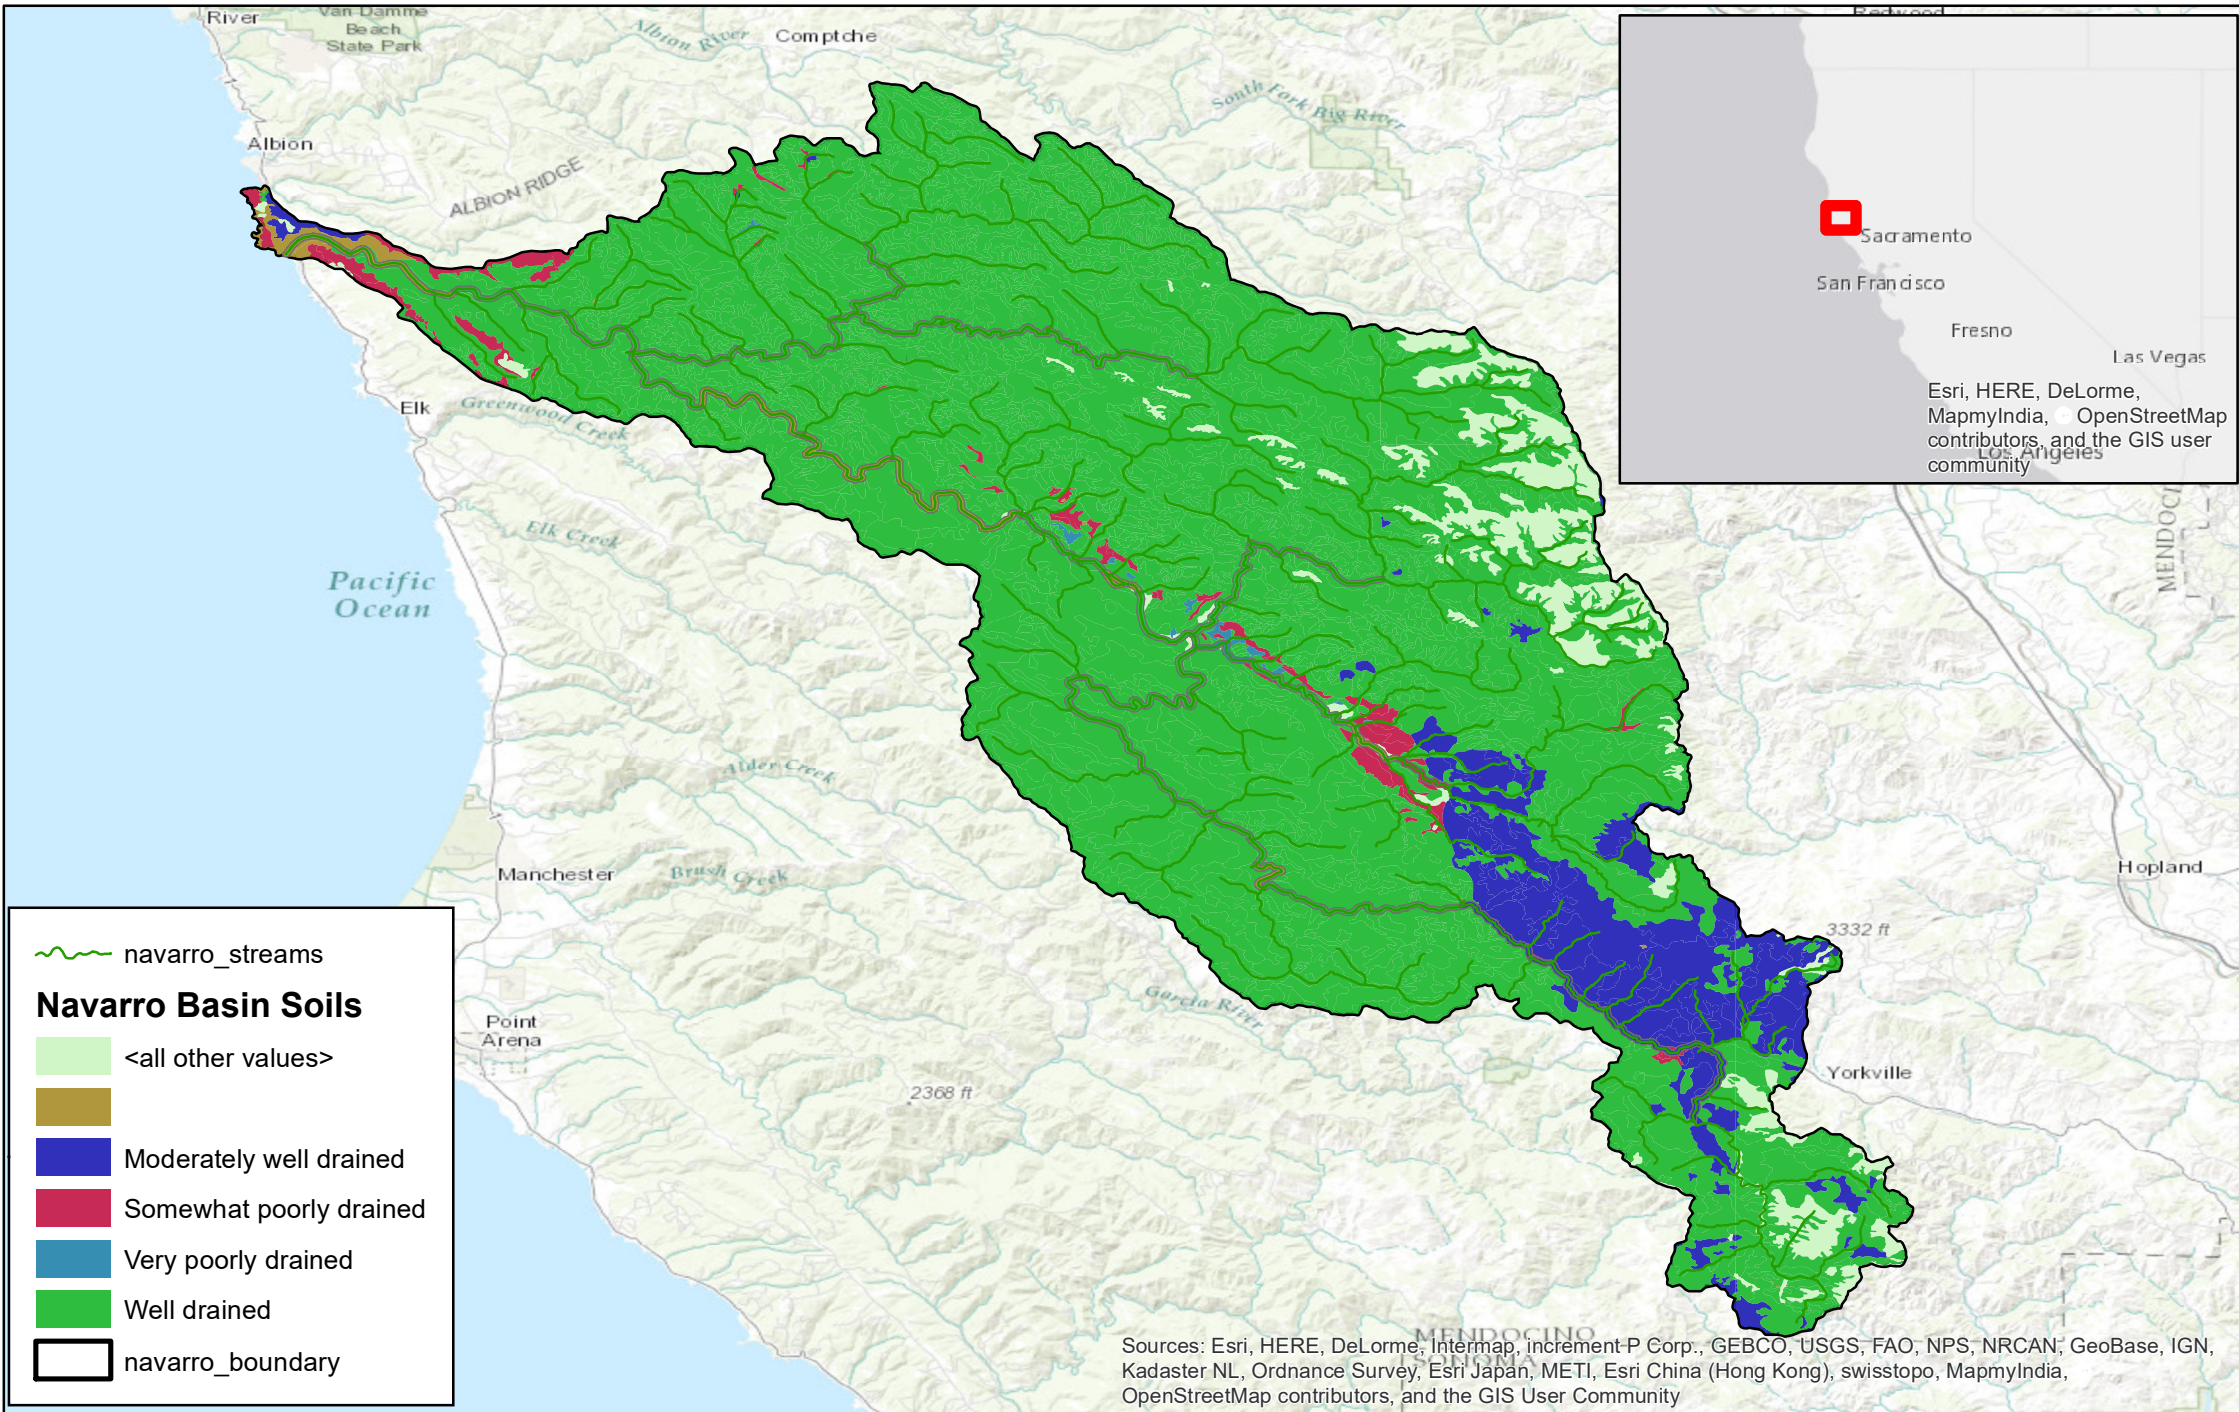 River
Van Damme
Beach
State Park
Albion River
Comptche
South Fork Big River
Redwood
Albion
ALBION RIDGE
Elk
Greenwood Creek
Elk Creek
Pacific
Ocean
Alder Creek
Manchester
Brush Creek
Garcia River
Point
Arena
2368 ft
3332 ft
Hopland
Yorkville
MENDOCINO
SONOMA
Sacramento
San Francisco
Fresno
Las Vegas
Los Angeles
Esri, HERE, DeLorme,
MapmyIndia, OpenStreetMap
contributors, and the GIS user
community
navarro_streams
Navarro Basin Soils
<all other values>
Moderately well drained
Somewhat poorly drained
Very poorly drained
Well drained
navarro_boundary
Sources: Esri, HERE, DeLorme, Intermap, increment P Corp., GEBCO, USGS, FAO, NPS, NRCAN, GeoBase, IGN,
Kadaster NL, Ordnance Survey, Esri Japan, METI, Esri China (Hong Kong), swisstopo, MapmyIndia,
OpenStreetMap contributors, and the GIS User Community